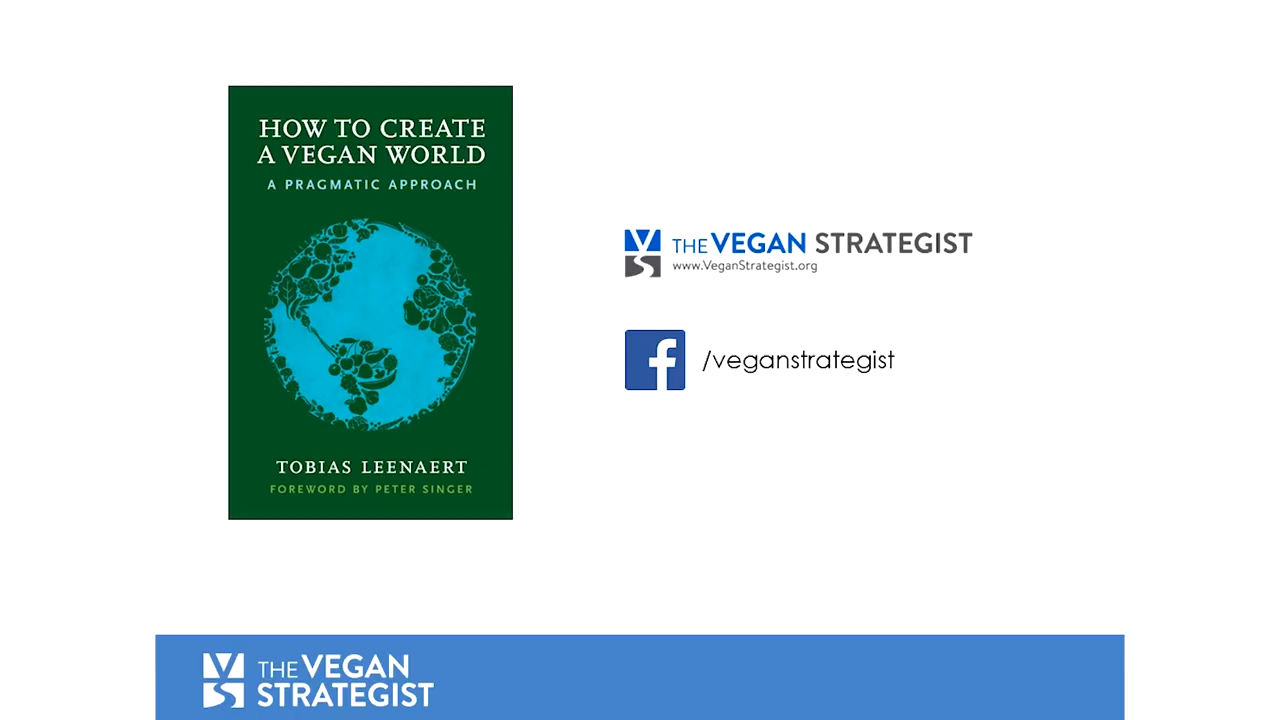 HOW TO CREATE
A VEGAN WORLD
A PRAGMATIC APPROACH
TOBIAS LEENAERT
FOREWORD BY PETER SINGER
THE VEGAN STRATEGIST
www.VeganStrategist.org
/veganstrategist
THE VEGAN
STRATEGIST